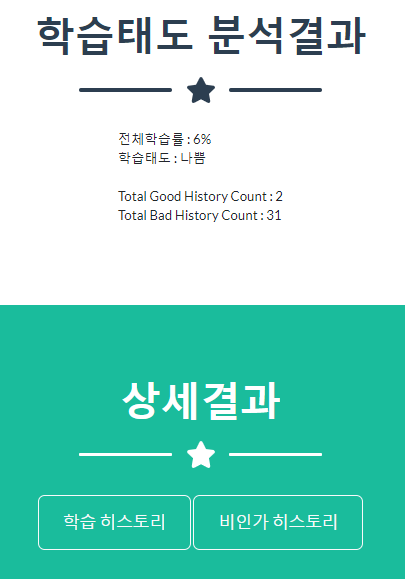 학습태도 분석결과
전체학습률 : 6%
학습태도 : 나쁨
Total Good History Count : 2
Total Bad History Count : 31
상세결과
학습 히스토리
비인가 히스토리